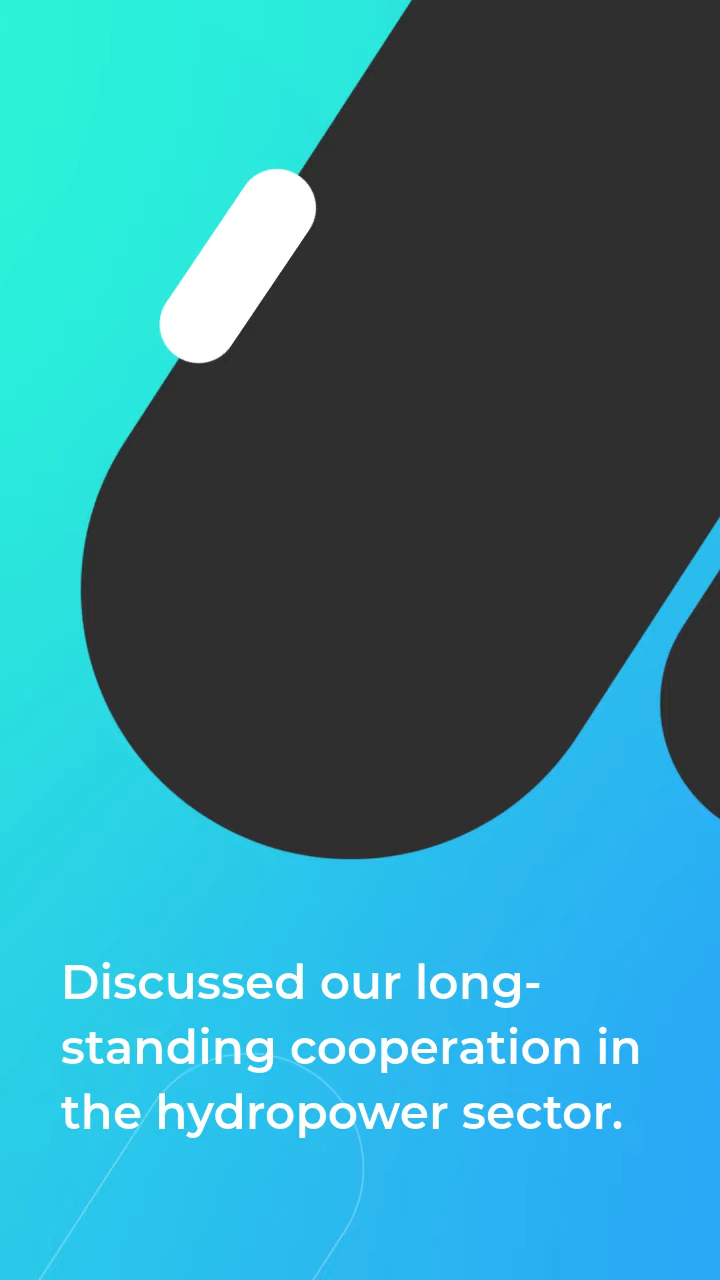 Discussed our long-
standing cooperation in
the hydropower sector.